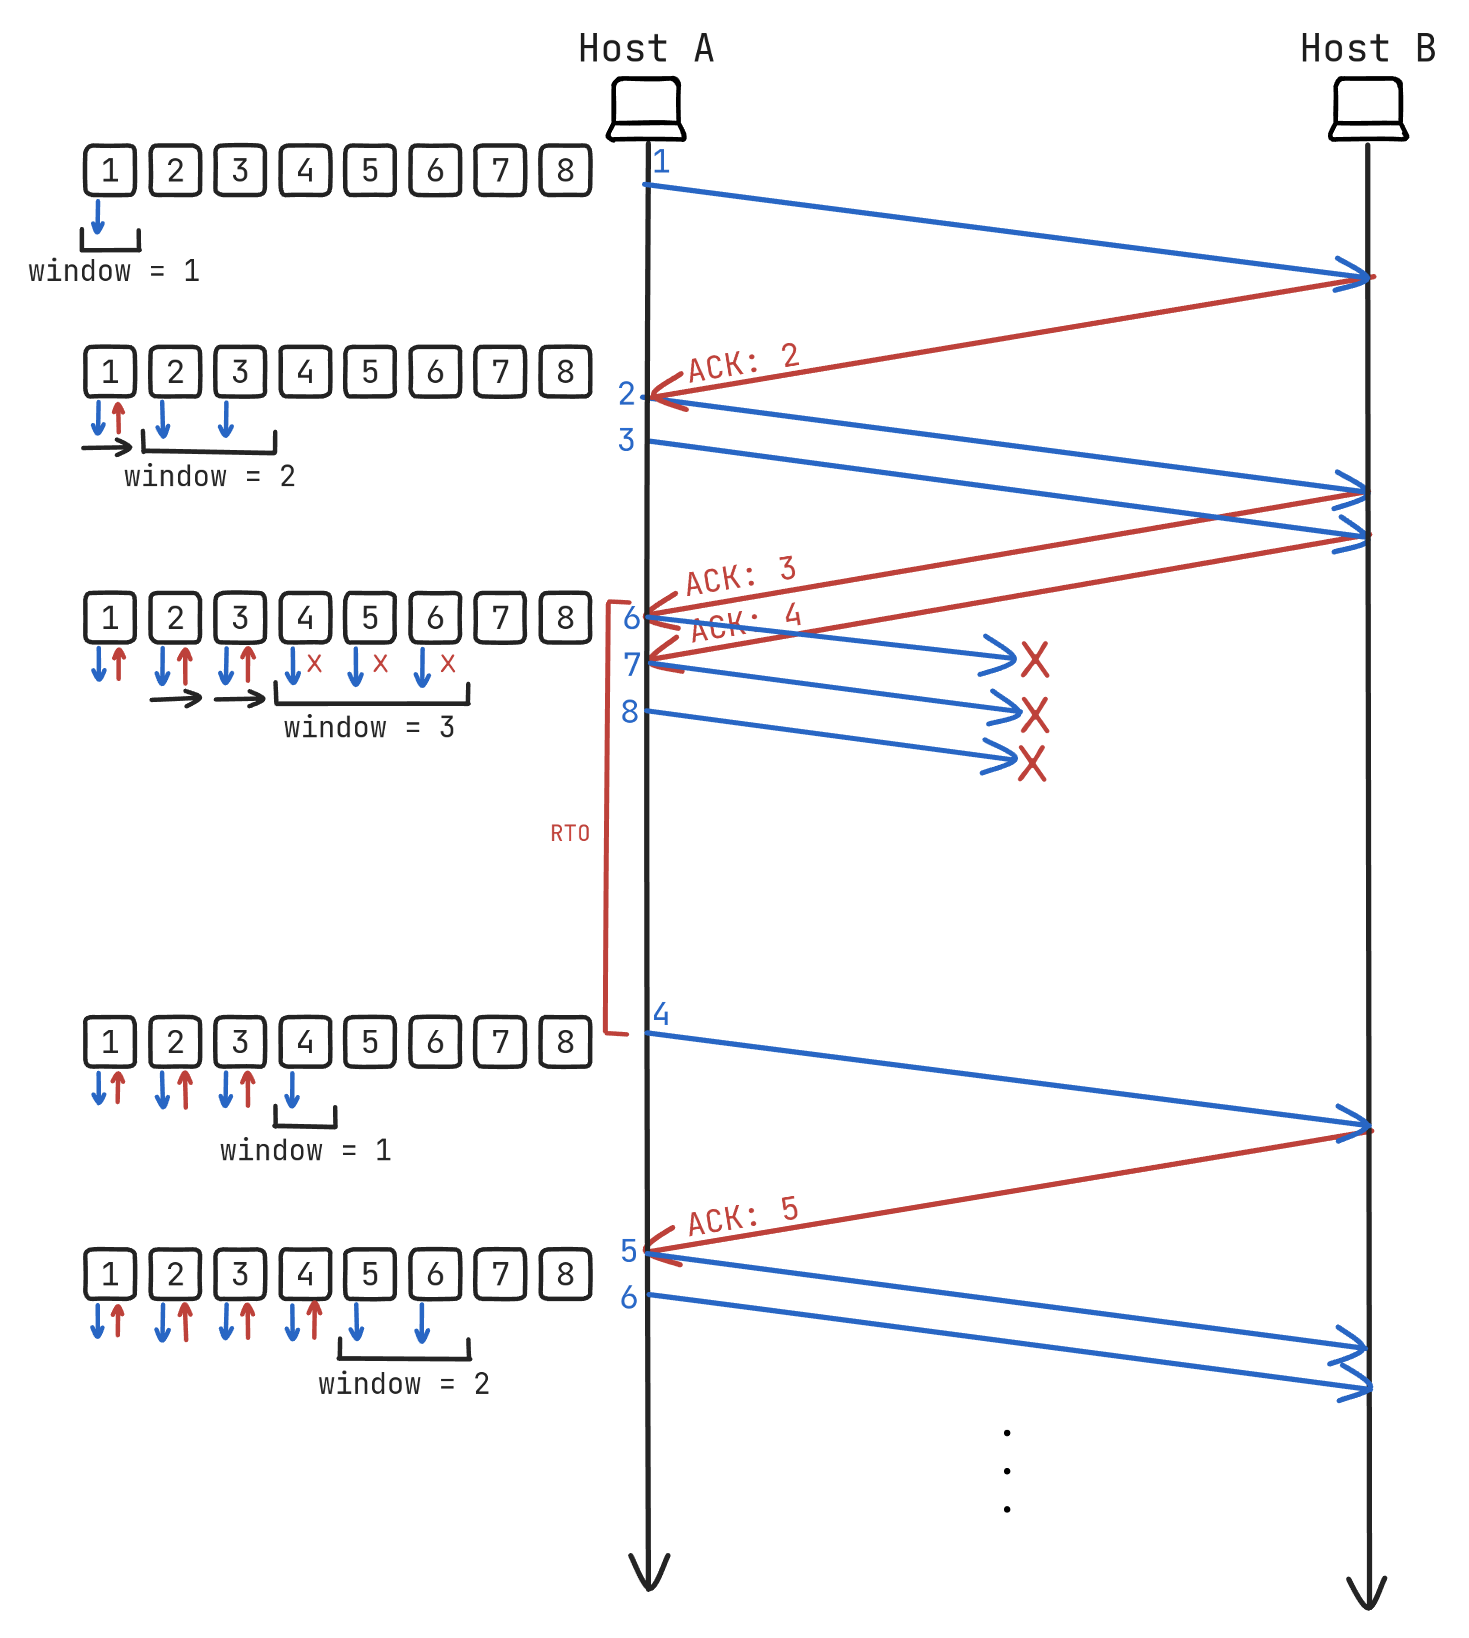 Host A
Host B
1 2 3 4 5 6 7 8
window = 1
1
ACK: 2
1 2 3 4 5 6 7 8
window = 2
2
3
ACK: 3
ACK: 4
1 2 3 4 5 6 7 8
x x x
window = 3
6
7
8
X
X
X
RTO
4
1 2 3 4 5 6 7 8
window = 1
ACK: 5
1 2 3 4 5 6 7 8
window = 2
5
6